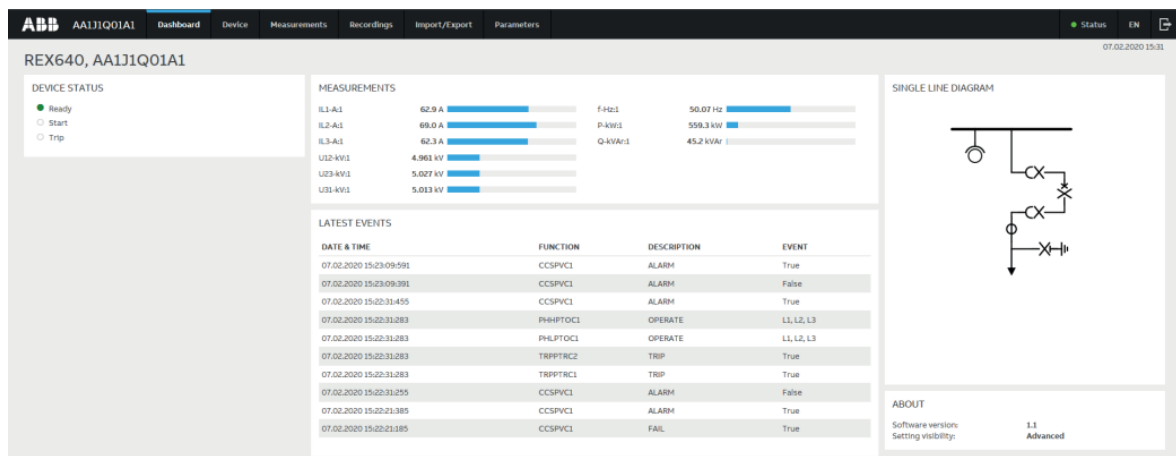 ABB AA1J1Q01A1 Dashboard Device Measurements Recordings Import/Export Parameters Status EN
07.02.2020 15:31
REX640, AA1J1Q01A1
DEVICE STATUS
Ready
Start
Trip
MEASUREMENTS
IL1-A:1 62.9 A
IL2-A:1 69.0 A
IL3-A:1 62.3 A
U12-kV:1 4.961 kV
U23-kV:1 5.027 kV
U31-kV:1 5.013 kV
f-Hz:1 50.07 Hz
P-kW:1 559.3 kW
Q-kVAr:1 45.2 kVAr
LATEST EVENTS
DATE & TIME FUNCTION DESCRIPTION EVENT
07.02.2020 15:23:09:591 CCSPVC1 ALARM True
07.02.2020 15:23:09:391 CCSPVC1 ALARM False
07.02.2020 15:22:31:455 CCSPVC1 ALARM True
07.02.2020 15:22:31:283 PHHPTOC1 OPERATE L1, L2, L3
07.02.2020 15:22:31:283 PHLPTOC1 OPERATE L1, L2, L3
07.02.2020 15:22:31:283 TRPPTRC2 TRIP True
07.02.2020 15:22:31:283 TRPPTRC1 TRIP True
07.02.2020 15:22:31:255 CCSPVC1 ALARM False
07.02.2020 15:22:21:385 CCSPVC1 ALARM True
07.02.2020 15:22:21:185 CCSPVC1 FAIL True
SINGLE LINE DIAGRAM
ABOUT
Software version: 1.1
Setting visibility: Advanced